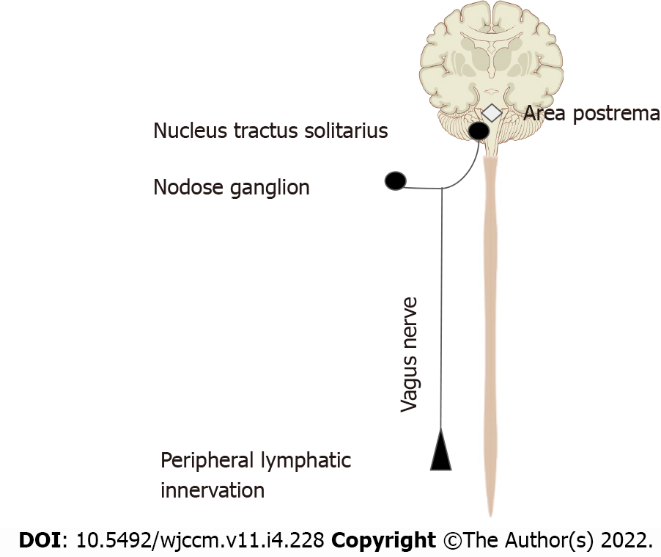 Area postrema
Nucleus tractus solitarius
Nodose ganglion
Vagus nerve
Peripheral lymphatic
innervation
DOI: 10.5492/wjccm.v11.i4.228 Copyright ©The Author(s) 2022.